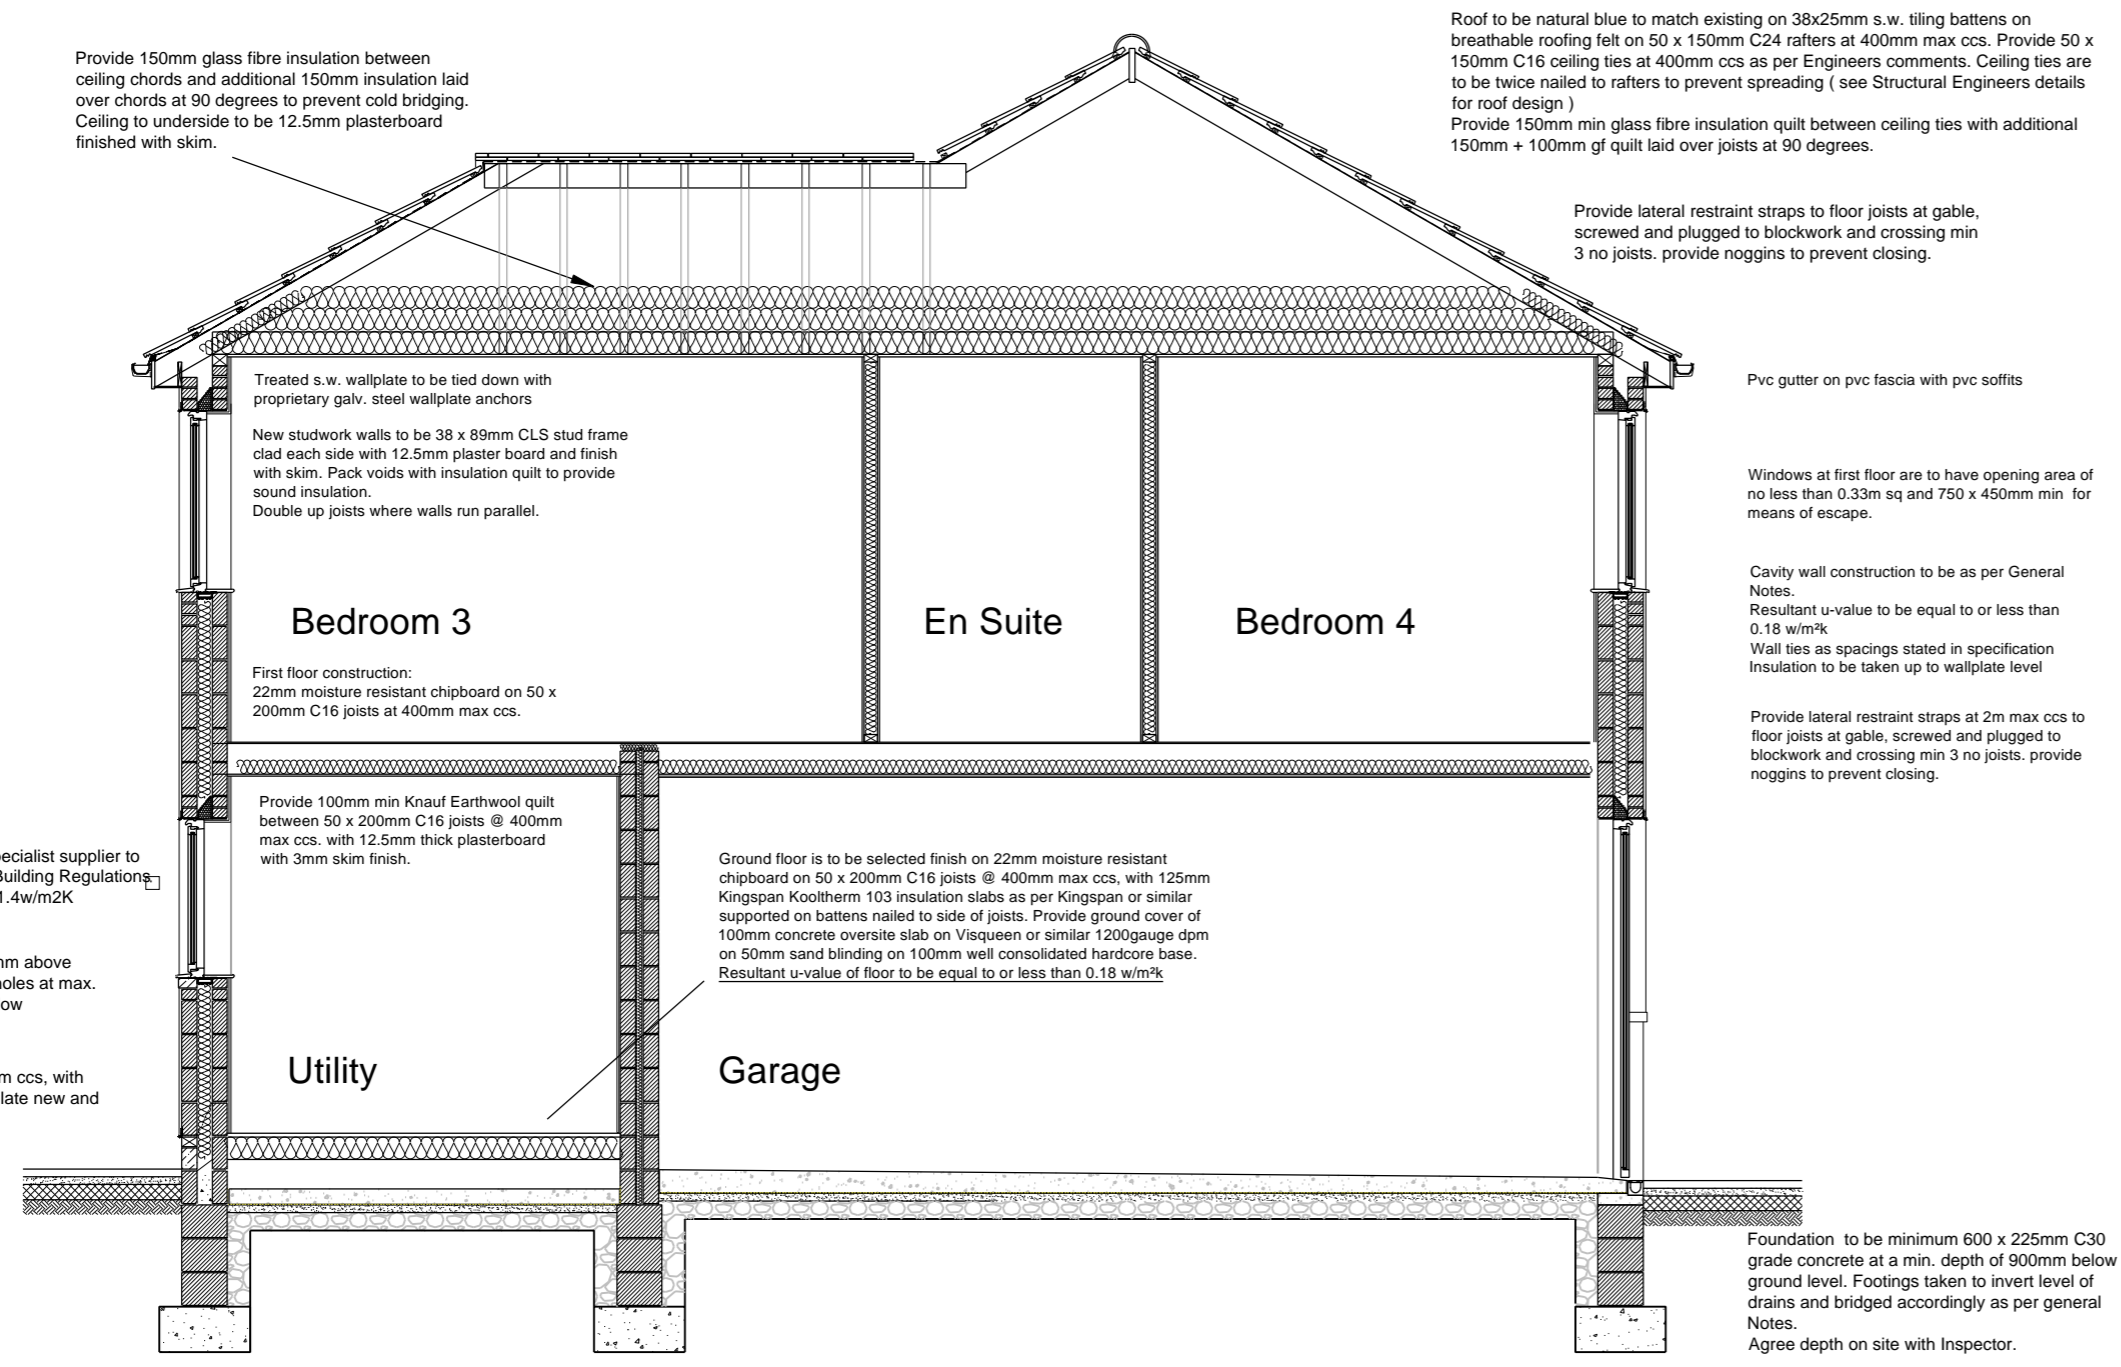 Provide 150mm glass fibre insulation between
ceiling chords and additional 150mm insulation laid
over chords at 90 degrees to prevent cold bridging.
Ceiling to underside to be 12.5mm plasterboard
finished with skim.
Roof to be natural blue to match existing on 38x25mm s.w. tiling battens on
breathable roofing felt on 50 x 150mm C24 rafters at 400mm max ccs. Provide 50 x
150mm C16 ceiling ties at 400mm ccs as per Engineers comments. Ceiling ties are
to be twice nailed to rafters to prevent spreading ( see Structural Engineers details
for roof design )
Provide 150mm min glass fibre insulation quilt between ceiling ties with additional
150mm + 100mm gf quilt laid over joists at 90 degrees.
Provide lateral restraint straps to floor joists at gable,
screwed and plugged to blockwork and crossing min
3 no joists. provide noggins to prevent closing.
Treated s.w. wallplate to be tied down with
proprietary galv. steel wallplate anchors
New studwork walls to be 38 x 89mm CLS stud frame
clad each side with 12.5mm plaster board and finish
with skim. Pack voids with insulation quilt to provide
sound insulation.
Double up joists where walls run parallel.
Pvc gutter on pvc fascia with pvc soffits
Windows at first floor are to have opening area of
no less than 0.33m sq and 750 x 450mm min for
means of escape.
Cavity wall construction to be as per General
Notes.
Resultant u-value to be equal to or less than
0.18 w/m²k
Wall ties as spacings stated in specification
Insulation to be taken up to wallplate level
Bedroom 3
En Suite
Bedroom 4
First floor construction:
22mm moisture resistant chipboard on 50 x
200mm C16 joists at 400mm max ccs.
Provide lateral restraint straps at 2m max ccs to
floor joists at gable, screwed and plugged to
blockwork and crossing min 3 no joists. provide
noggins to prevent closing.
Provide 100mm min Knauf Earthwool quilt
between 50 x 200mm C16 joists @ 400mm
max ccs. with 12.5mm thick plasterboard
with 3mm skim finish.
ecialist supplier to
Building Regulations
1.4w/m2K
Ground floor is to be selected finish on 22mm moisture resistant
chipboard on 50 x 200mm C16 joists @ 400mm max ccs, with 125mm
Kingspan Kooltherm 103 insulation slabs as per Kingspan or similar
supported on battens nailed to side of joists. Provide ground cover of
100mm concrete oversite slab on Visqueen or similar 1200gauge dpm
on 50mm sand blinding on 100mm well consolidated hardcore base.
Resultant u-value of floor to be equal to or less than 0.18 w/m²k
nm above
holes at max.
ow
m ccs, with
late new and
Utility
Garage
Foundation to be minimum 600 x 225mm C30
grade concrete at a min. depth of 900mm below
ground level. Footings taken to invert level of
drains and bridged accordingly as per general
Notes.
Agree depth on site with Inspector.